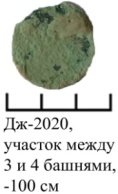 Дж-2020,
участок между
3 и 4 башнями,
-100 см